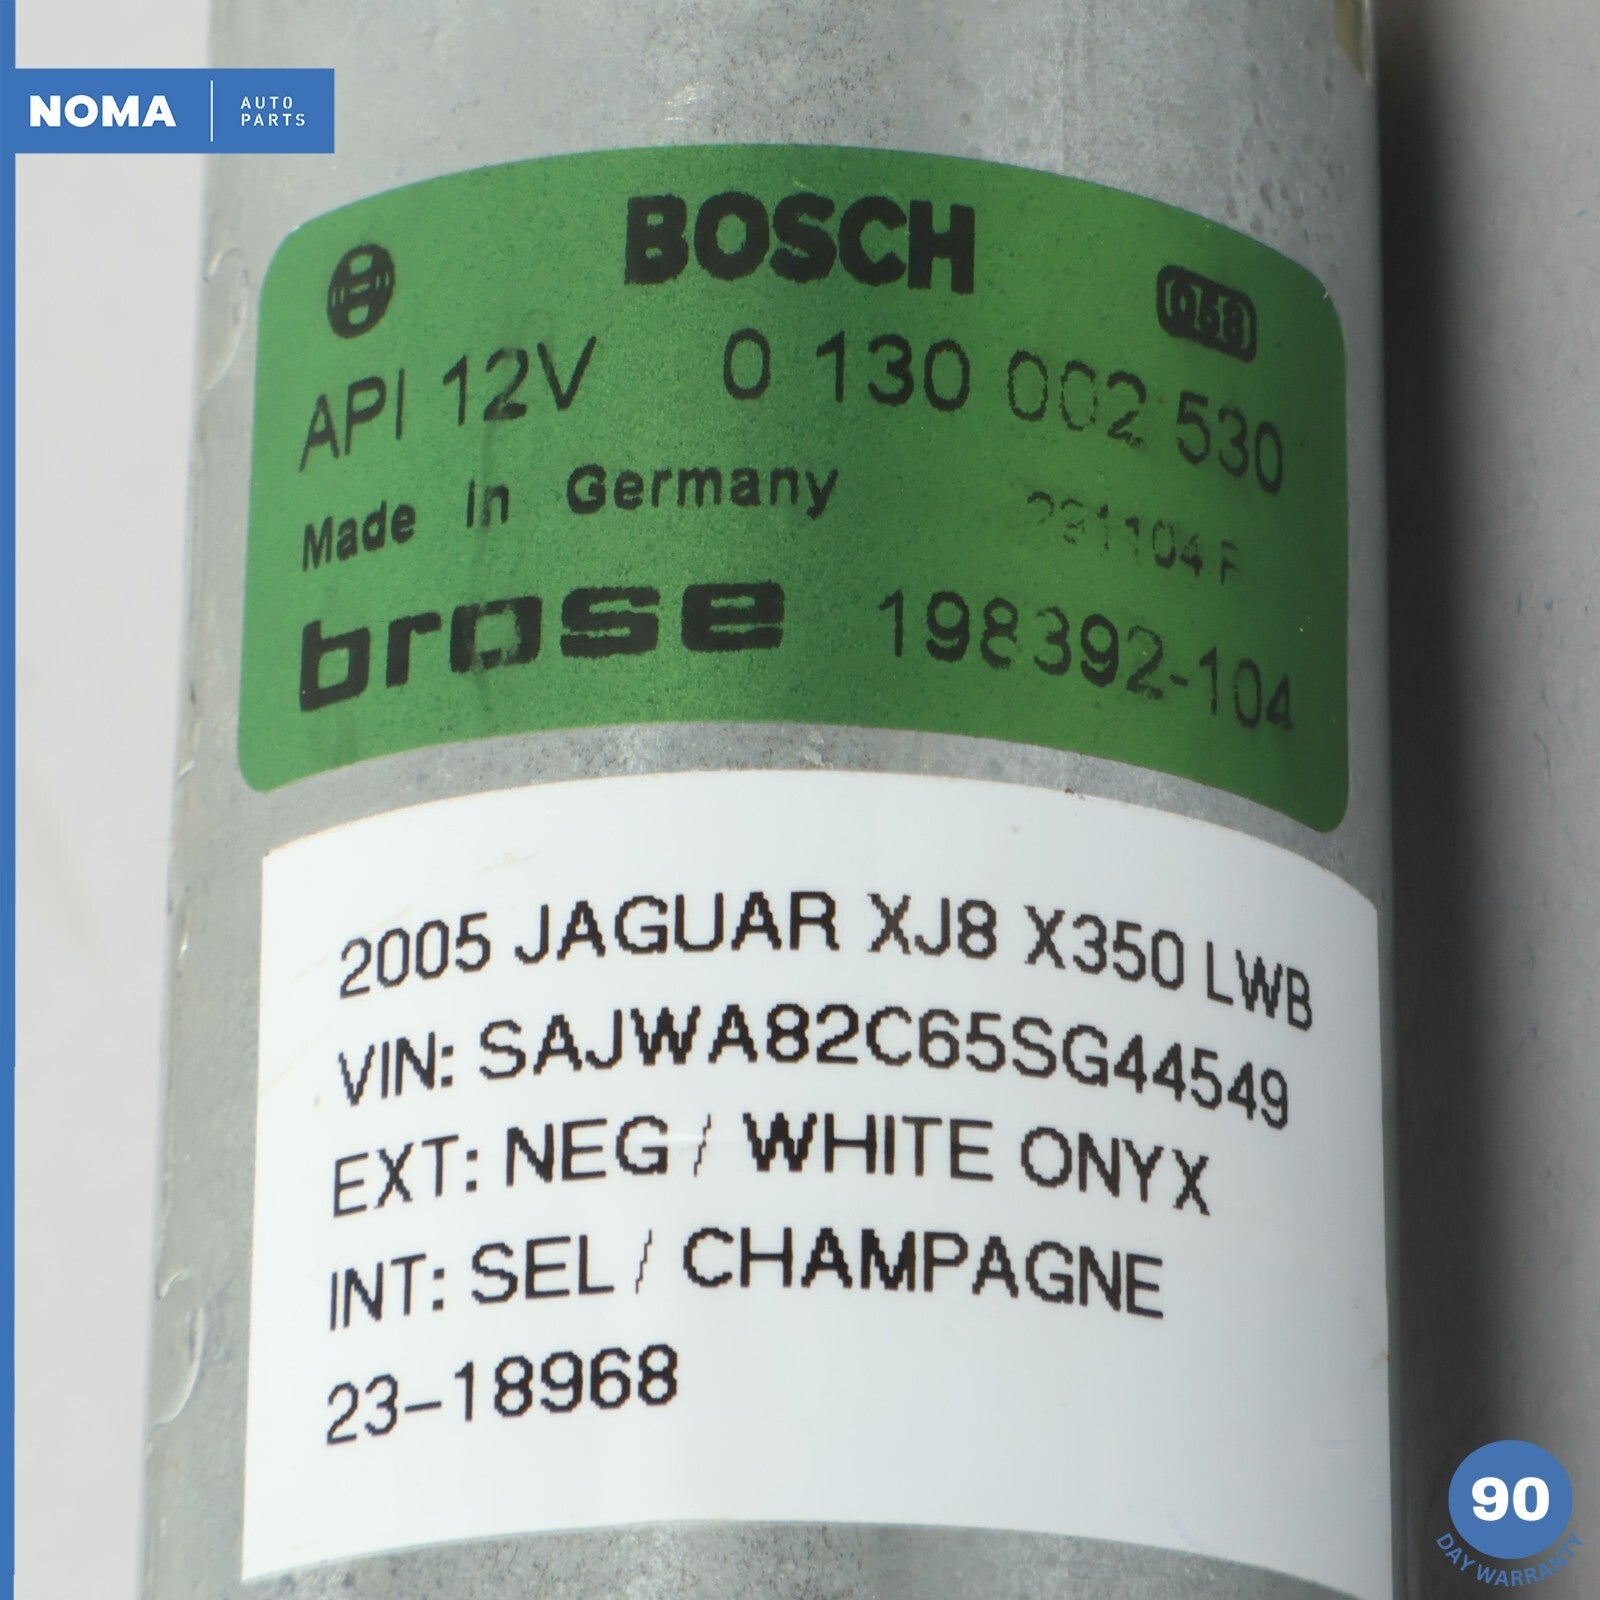 NOMA AUTO PARTS
BOSCH
058
API 12V 0 130 002 530
Made in Germany 291104 F
brose 198392-104
2005 JAGUAR XJ8 X350 LWB
VIN: SAJWA82C65SG44549
EXT: NEG / WHITE ONYX
INT: SEL / CHAMPAGNE
23-18968
90
DAY WARRANTY